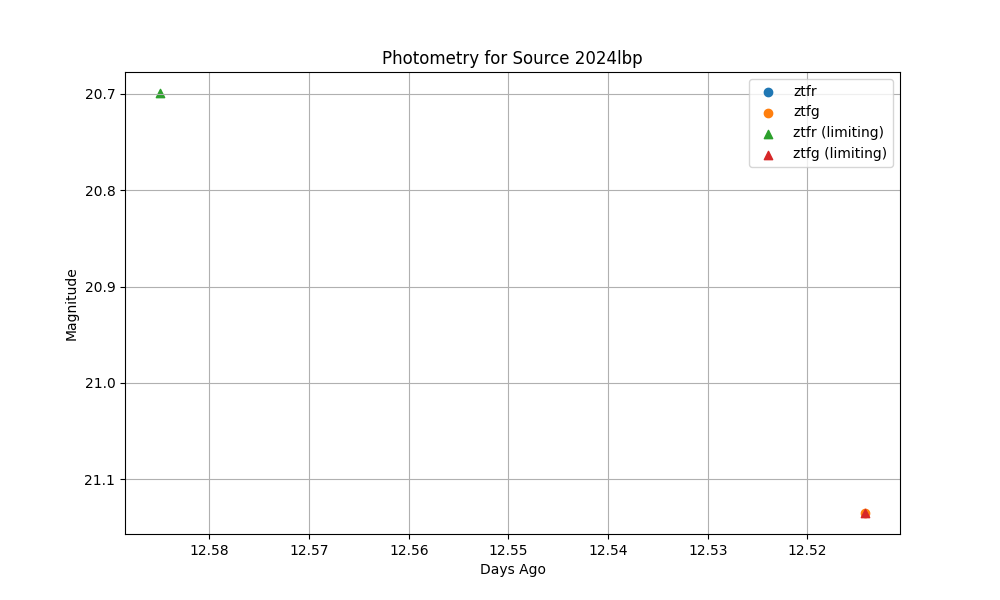 Photometry for Source 2024lbp
ztfr
ztfg
ztfr (limiting)
ztfg (limiting)
20.7
20.8
20.9
21.0
21.1
Magnitude
12.58
12.57
12.56
12.55
12.54
12.53
12.52
Days Ago